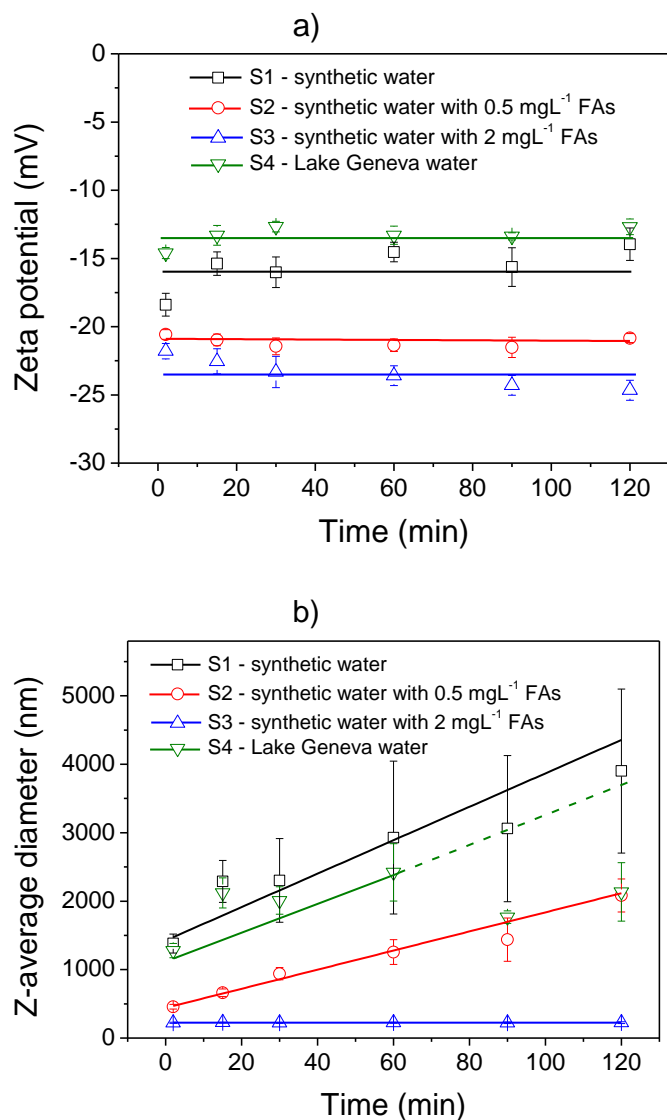 a)
0
-5
-10
-15
-20
-25
-30
Zeta potential (mV)
S1 - synthetic water
S2 - synthetic water with 0.5 mgL⁻¹ FAs
S3 - synthetic water with 2 mgL⁻¹ FAs
S4 - Lake Geneva water
0 20 40 60 80 100 120
Time (min)
b)
5000
4000
3000
2000
1000
0
Z-average diameter (nm)
S1 - synthetic water
S2 - synthetic water with 0.5 mgL⁻¹ FAs
S3 - synthetic water with 2 mgL⁻¹ FAs
S4 - Lake Geneva water
0 20 40 60 80 100 120
Time (min)